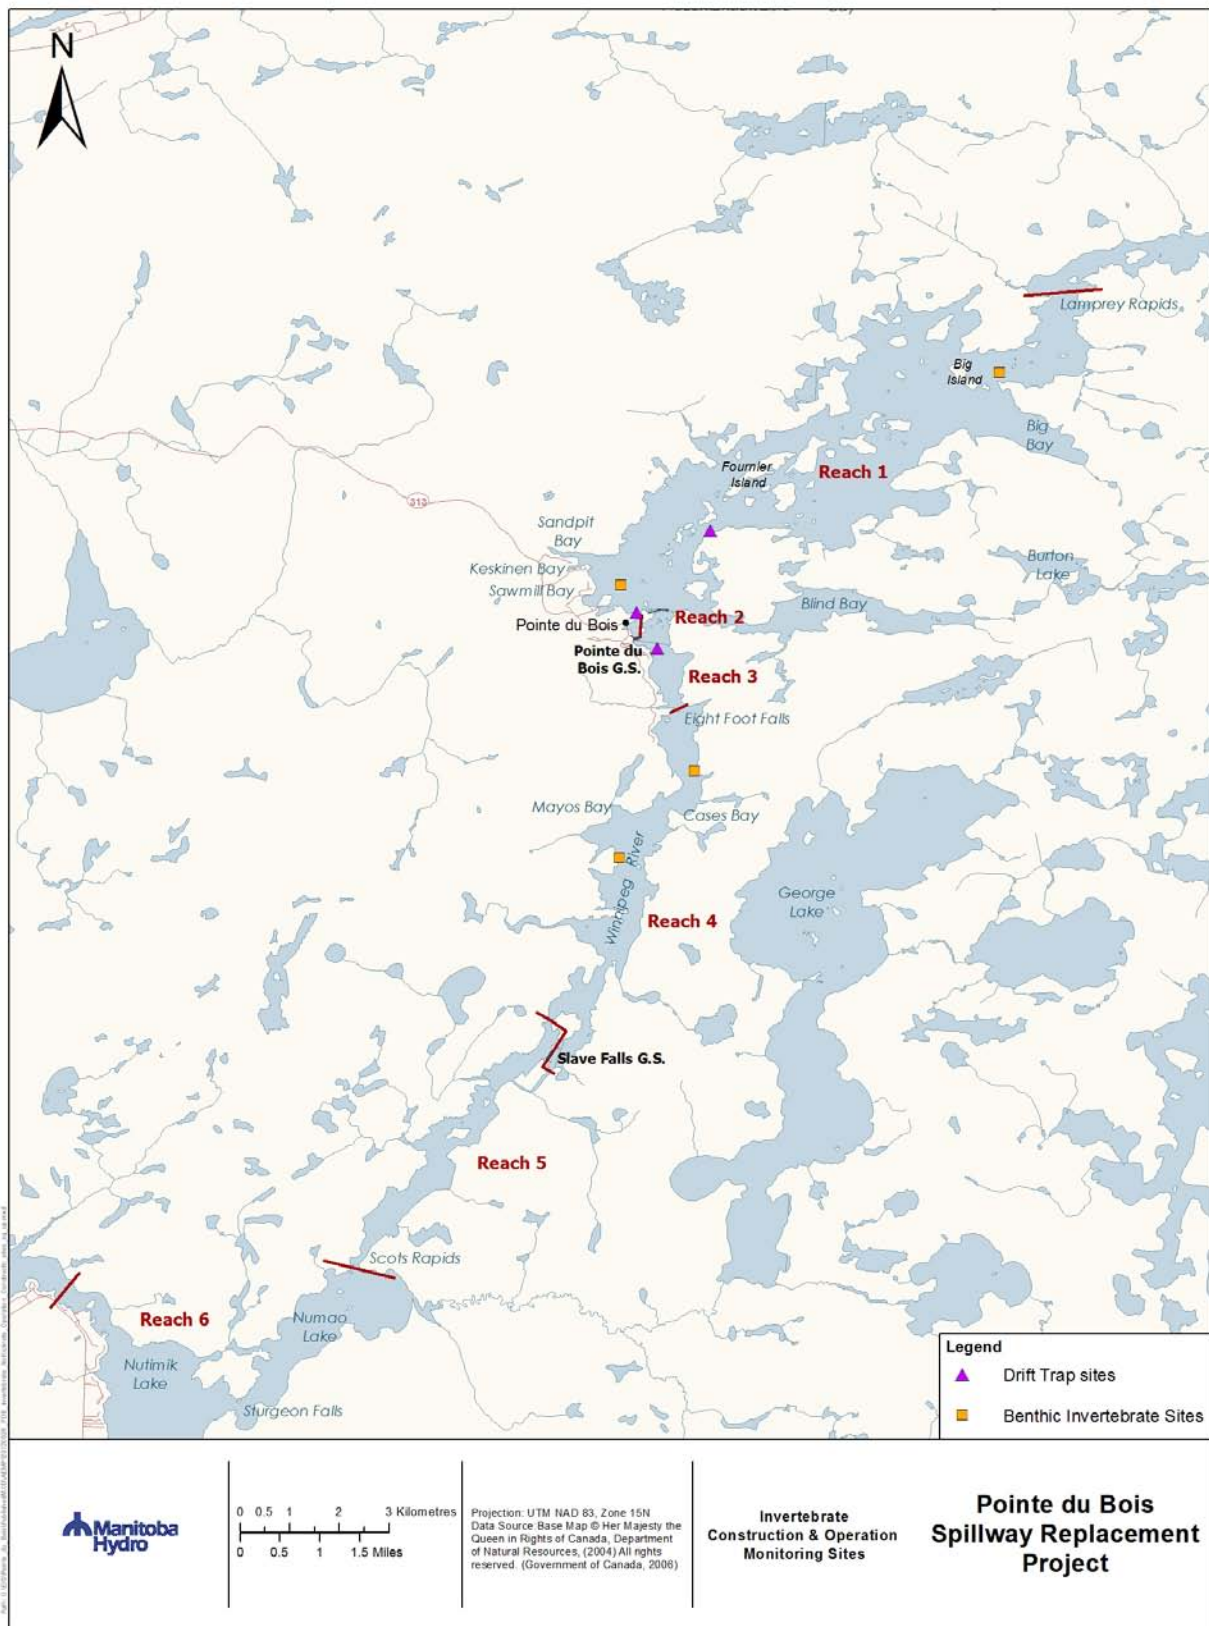 N
Lamprey Rapids
Big
Island
Big
Bay
Reach 1
Fournier
Island
313
Sandpit
Bay
Keskinen Bay
Sawmill Bay
Burton
Lake
Blind Bay
Reach 2
Pointe du Bois
Pointe du
Bois G.S.
Reach 3
Eight Foot Falls
Mayos Bay
Cases Bay
Winnipeg River
George
Lake
Reach 4
Slave Falls G.S.
Reach 5
Scots Rapids
Reach 6
Numao
Lake
Nutimik
Lake
Sturgeon Falls
Legend
Drift Trap sites
Benthic Invertebrate Sites
Manitoba
Hydro
0 0.5 1 2 3 Kilometres
0 0.5 1 1.5 Miles
Projection: UTM NAD 83, Zone 15N
Data Source Base Map © Her Majesty the
Queen in Rights of Canada, Department
of Natural Resources, (2004) All rights
reserved. (Government of Canada, 2006)
Invertebrate
Construction & Operation
Monitoring Sites
Pointe du Bois
Spillway Replacement
Project